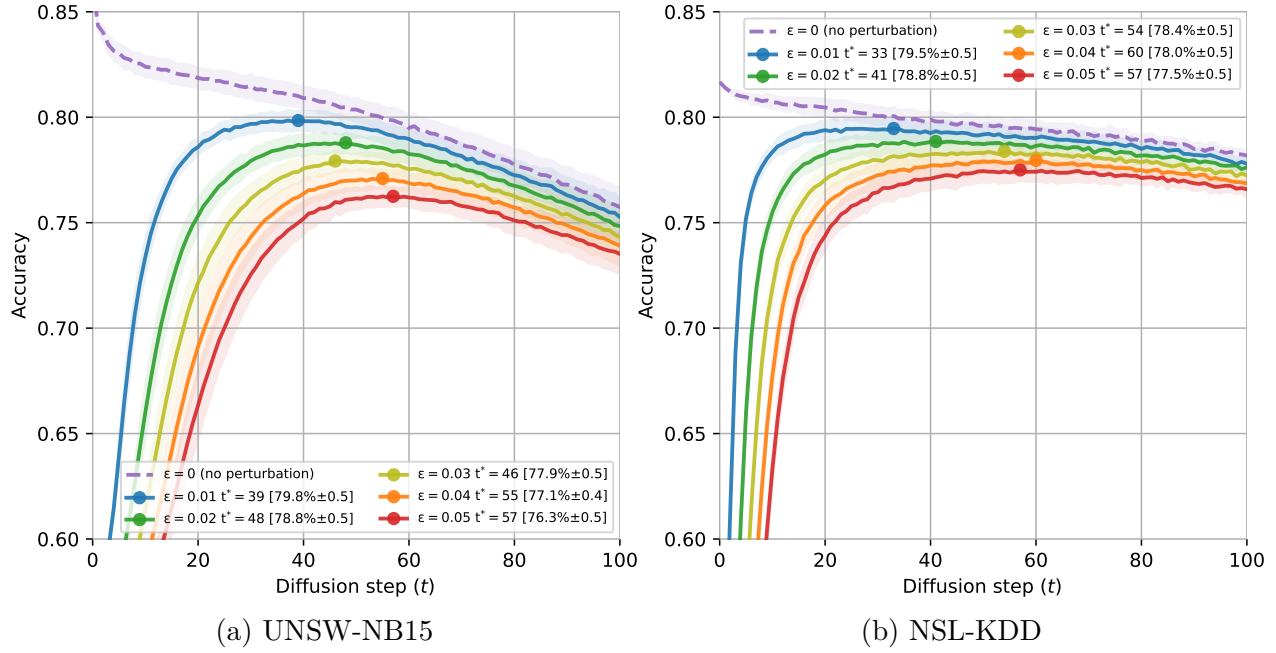 0.85
0.80
0.75
0.70
0.65
0.60
Accuracy
0 20 40 60 80 100
Diffusion step (t)
ε = 0 (no perturbation)
ε = 0.01 t* = 39 [79.8%±0.5]
ε = 0.02 t* = 48 [78.8%±0.5]
ε = 0.03 t* = 46 [77.9%±0.5]
ε = 0.04 t* = 55 [77.1%±0.4]
ε = 0.05 t* = 57 [76.3%±0.5]
(a) UNSW-NB15
0.85
0.80
0.75
0.70
0.65
0.60
Accuracy
0 20 40 60 80 100
Diffusion step (t)
ε = 0 (no perturbation)
ε = 0.01 t* = 33 [79.5%±0.5]
ε = 0.02 t* = 41 [78.8%±0.5]
ε = 0.03 t* = 54 [78.4%±0.5]
ε = 0.04 t* = 60 [78.0%±0.5]
ε = 0.05 t* = 57 [77.5%±0.5]
(b) NSL-KDD